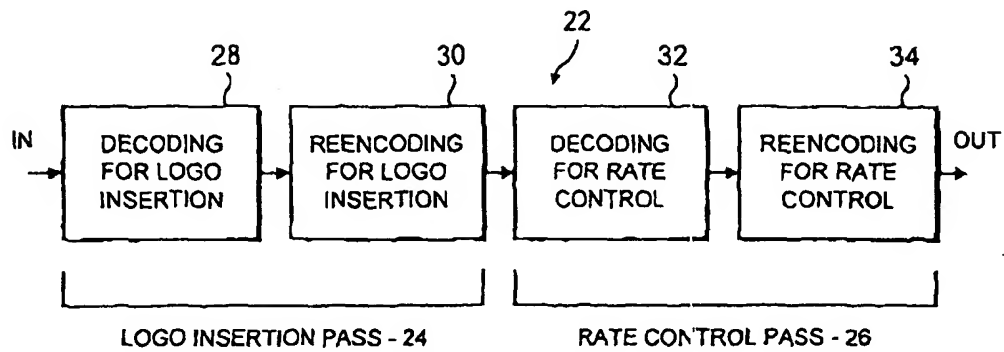 22
28
30
32
34
IN
DECODING
FOR LOGO
INSERTION
REENCODING
FOR LOGO
INSERTION
DECODING
FOR RATE
CONTROL
REENCODING
FOR RATE
CONTROL
OUT
LOGO INSERTION PASS - 24
RATE CONTROL PASS - 26